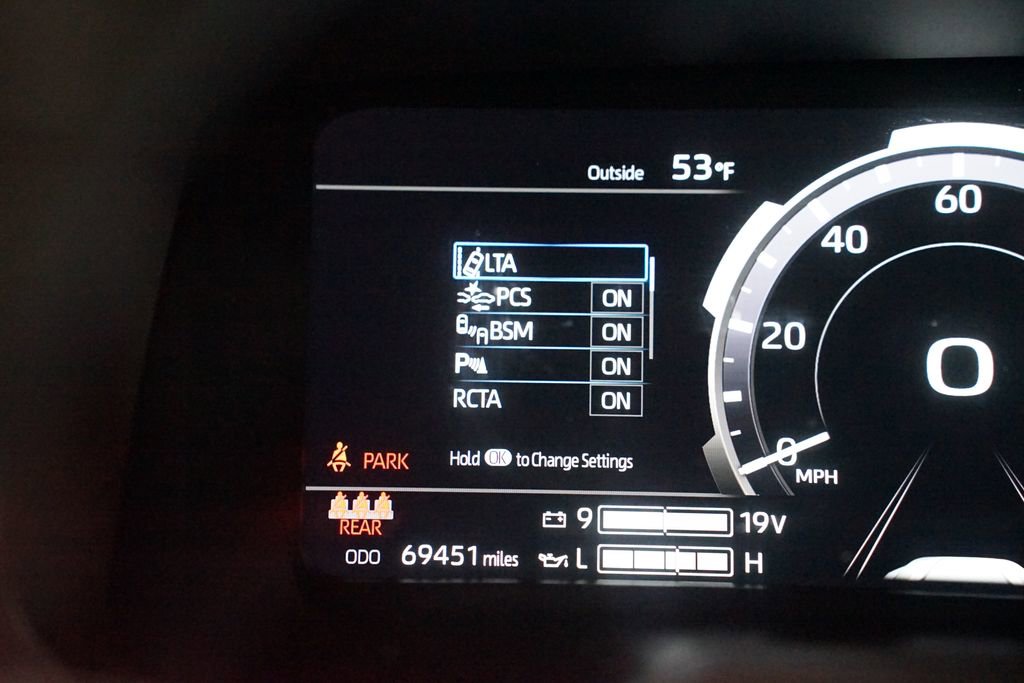 Outside 53°F
LTA
PCS ON
BSM ON
P ON
RCTA ON
Hold OK to Change Settings
PARK
REAR
ODO 69451 miles
9 19V
L H
60
40
20
0
MPH
0